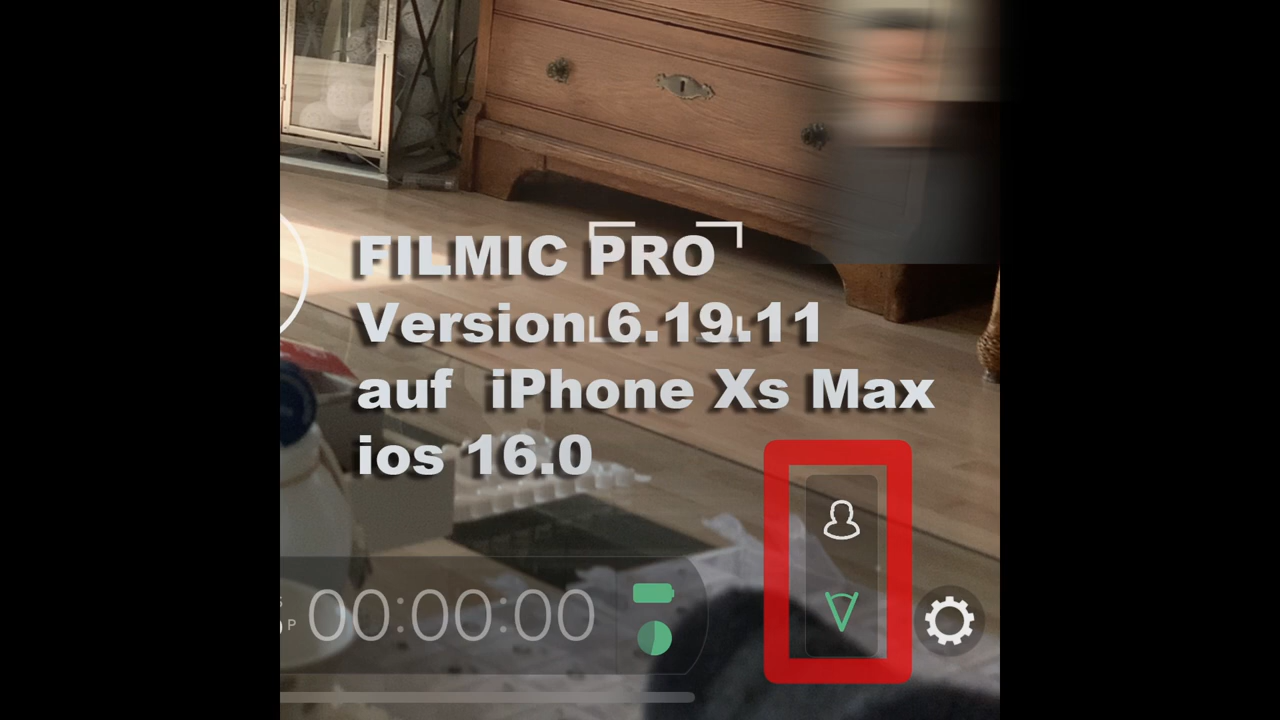 FILMIC PRO
Version 6.19.11
auf iPhone Xs Max
ios 16.0
P 00:00:00